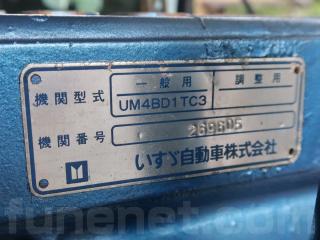 一般用 調整用
機関型式 UM4BD1TC3
機関番号 269605
いすゞ自動車株式会社
funenet.com